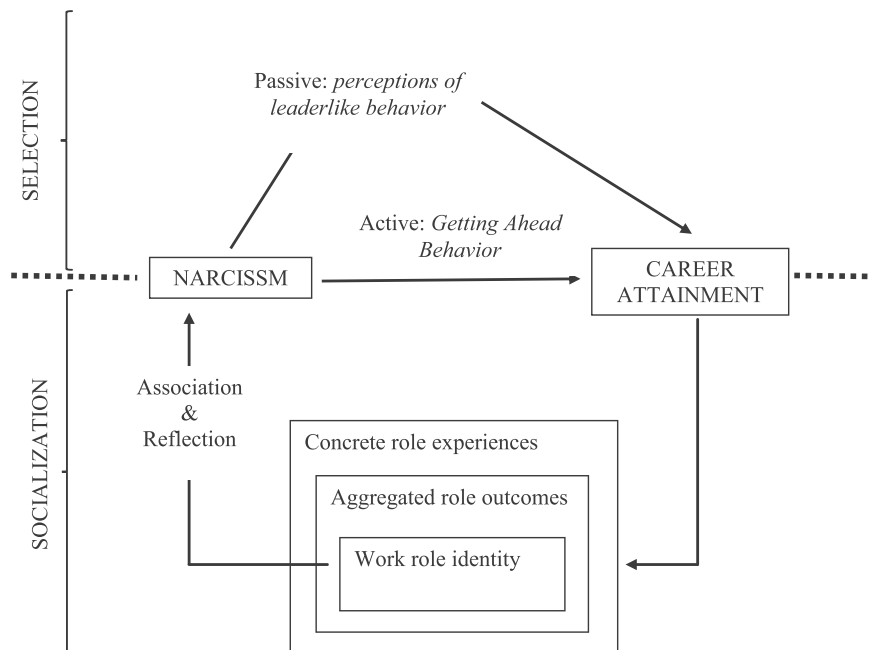 SELECTION
Passive: perceptions of
leaderlike behavior
Active: Getting Ahead
Behavior
NARCISSM
CAREER
ATTAINMENT
SOCIALIZATION
Association
&
Reflection
Concrete role experiences
Aggregated role outcomes
Work role identity